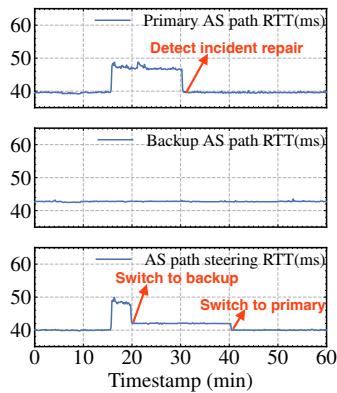 Primary AS path RTT(ms)
Detect incident repair
60
50
40
Backup AS path RTT(ms)
60
50
40
AS path steering RTT(ms)
Switch to backup
Switch to primary
60
50
40
0 10 20 30 40 50 60
Timestamp (min)